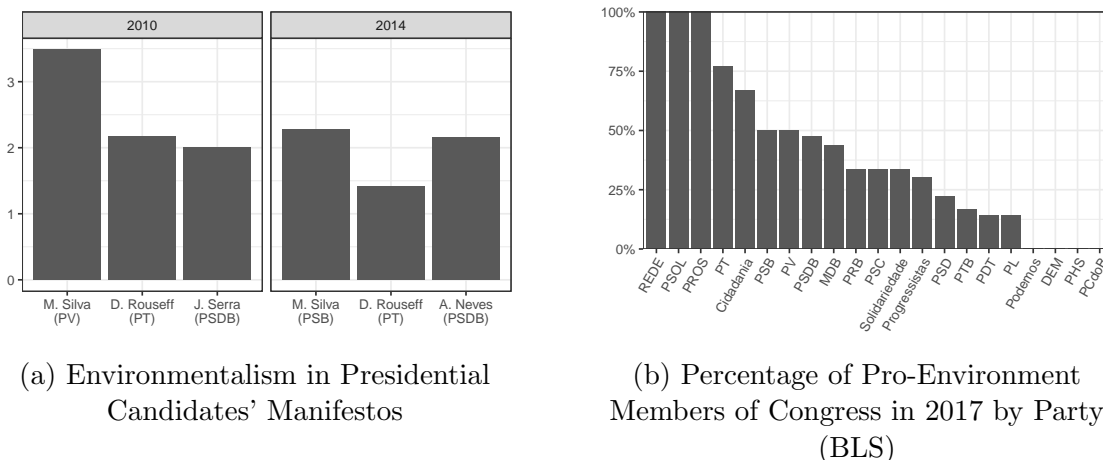 2010
2014
3
2
1
0
M. Silva
(PV)
D. Rouseff
(PT)
J. Serra
(PSDB)
M. Silva
(PSB)
D. Rouseff
(PT)
A. Neves
(PSDB)
(a) Environmentalism in Presidential
Candidates' Manifestos
100%
75%
50%
25%
0%
REDE
PSOL
PROS
PT
Cidadania
PSB
PV
PSDB
MDB
PRB
PSC
Solidariedade
Progressistas
PSD
PTB
PDT
PL
Podemos
DEM
PHS
PCdoB
(b) Percentage of Pro-Environment
Members of Congress in 2017 by Party
(BLS)